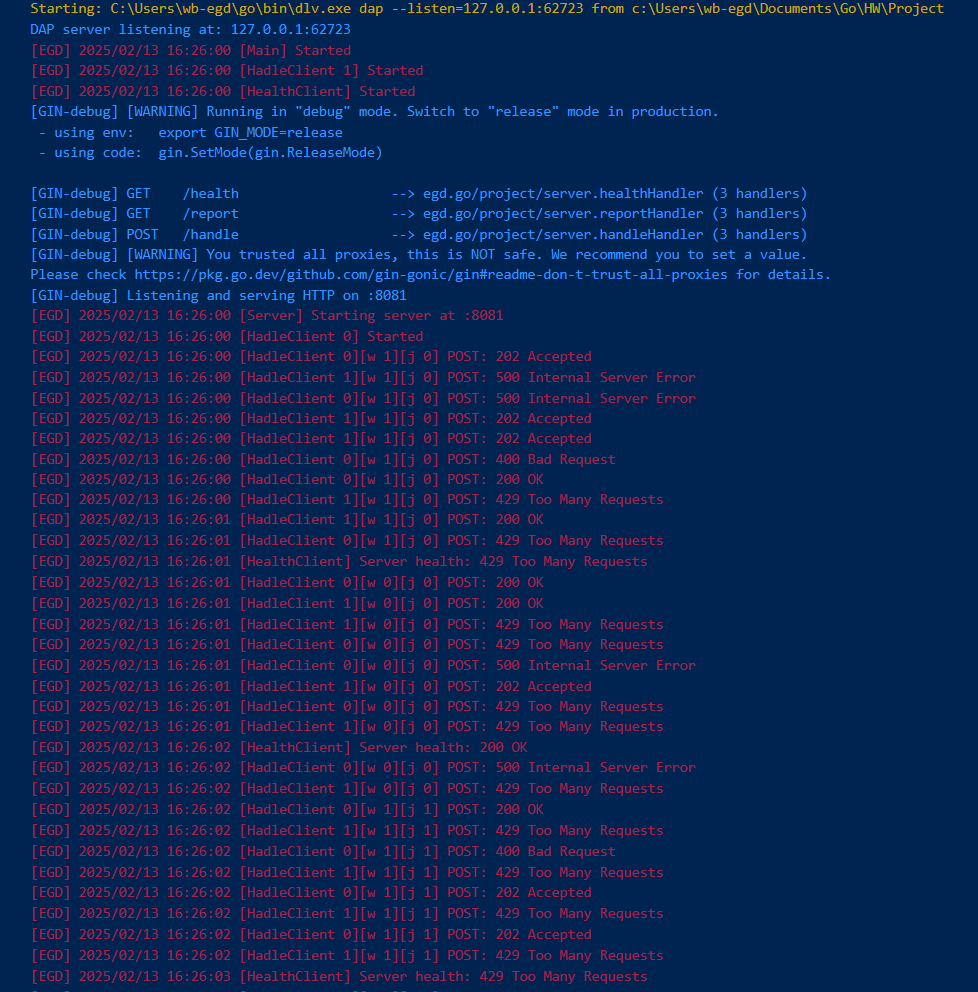 Starting: C:\Users\wb-egd\go\bin\dlv.exe dap --listen=127.0.0.1:62723 from c:\Users\wb-egd\Documents\Go\HW\Project
DAP server listening at: 127.0.0.1:62723
[EGD] 2025/02/13 16:26:00 [Main] Started
[EGD] 2025/02/13 16:26:00 [HadleClient 1] Started
[EGD] 2025/02/13 16:26:00 [HealthClient] Started
[GIN-debug] [WARNING] Running in "debug" mode. Switch to "release" mode in production.
- using env:   export GIN_MODE=release
- using code:  gin.SetMode(gin.ReleaseMode)
[GIN-debug] GET    /health                   --> egd.go/project/server.healthHandler (3 handlers)
[GIN-debug] GET    /report                   --> egd.go/project/server.reportHandler (3 handlers)
[GIN-debug] POST   /handle                   --> egd.go/project/server.handleHandler (3 handlers)
[GIN-debug] [WARNING] You trusted all proxies, this is NOT safe. We recommend you to set a value.
Please check https://pkg.go.dev/github.com/gin-gonic/gin#readme-don-t-trust-all-proxies for details.
[GIN-debug] Listening and serving HTTP on :8081
[EGD] 2025/02/13 16:26:00 [Server] Starting server at :8081
[EGD] 2025/02/13 16:26:00 [HadleClient 0] Started
[EGD] 2025/02/13 16:26:00 [HadleClient 0][w 1][j 0] POST: 202 Accepted
[EGD] 2025/02/13 16:26:00 [HadleClient 1][w 1][j 0] POST: 500 Internal Server Error
[EGD] 2025/02/13 16:26:00 [HadleClient 0][w 1][j 0] POST: 500 Internal Server Error
[EGD] 2025/02/13 16:26:00 [HadleClient 1][w 1][j 0] POST: 202 Accepted
[EGD] 2025/02/13 16:26:00 [HadleClient 1][w 1][j 0] POST: 202 Accepted
[EGD] 2025/02/13 16:26:00 [HadleClient 0][w 1][j 0] POST: 400 Bad Request
[EGD] 2025/02/13 16:26:00 [HadleClient 0][w 1][j 0] POST: 200 OK
[EGD] 2025/02/13 16:26:00 [HadleClient 1][w 1][j 0] POST: 429 Too Many Requests
[EGD] 2025/02/13 16:26:01 [HadleClient 1][w 1][j 0] POST: 200 OK
[EGD] 2025/02/13 16:26:01 [HadleClient 0][w 1][j 0] POST: 429 Too Many Requests
[EGD] 2025/02/13 16:26:01 [HealthClient] Server health: 429 Too Many Requests
[EGD] 2025/02/13 16:26:01 [HadleClient 0][w 0][j 0] POST: 200 OK
[EGD] 2025/02/13 16:26:01 [HadleClient 1][w 0][j 0] POST: 200 OK
[EGD] 2025/02/13 16:26:01 [HadleClient 1][w 0][j 0] POST: 429 Too Many Requests
[EGD] 2025/02/13 16:26:01 [HadleClient 0][w 0][j 0] POST: 429 Too Many Requests
[EGD] 2025/02/13 16:26:01 [HadleClient 0][w 0][j 0] POST: 500 Internal Server Error
[EGD] 2025/02/13 16:26:01 [HadleClient 1][w 0][j 0] POST: 202 Accepted
[EGD] 2025/02/13 16:26:01 [HadleClient 0][w 0][j 0] POST: 429 Too Many Requests
[EGD] 2025/02/13 16:26:01 [HadleClient 1][w 0][j 0] POST: 429 Too Many Requests
[EGD] 2025/02/13 16:26:02 [HealthClient] Server health: 200 OK
[EGD] 2025/02/13 16:26:02 [HadleClient 0][w 0][j 0] POST: 500 Internal Server Error
[EGD] 2025/02/13 16:26:02 [HadleClient 1][w 0][j 0] POST: 429 Too Many Requests
[EGD] 2025/02/13 16:26:02 [HadleClient 0][w 1][j 1] POST: 200 OK
[EGD] 2025/02/13 16:26:02 [HadleClient 1][w 1][j 1] POST: 429 Too Many Requests
[EGD] 2025/02/13 16:26:02 [HadleClient 0][w 1][j 1] POST: 400 Bad Request
[EGD] 2025/02/13 16:26:02 [HadleClient 1][w 1][j 1] POST: 429 Too Many Requests
[EGD] 2025/02/13 16:26:02 [HadleClient 0][w 1][j 1] POST: 202 Accepted
[EGD] 2025/02/13 16:26:02 [HadleClient 1][w 1][j 1] POST: 429 Too Many Requests
[EGD] 2025/02/13 16:26:02 [HadleClient 0][w 1][j 1] POST: 202 Accepted
[EGD] 2025/02/13 16:26:02 [HadleClient 1][w 1][j 1] POST: 429 Too Many Requests
[EGD] 2025/02/13 16:26:03 [HealthClient] Server health: 429 Too Many Requests